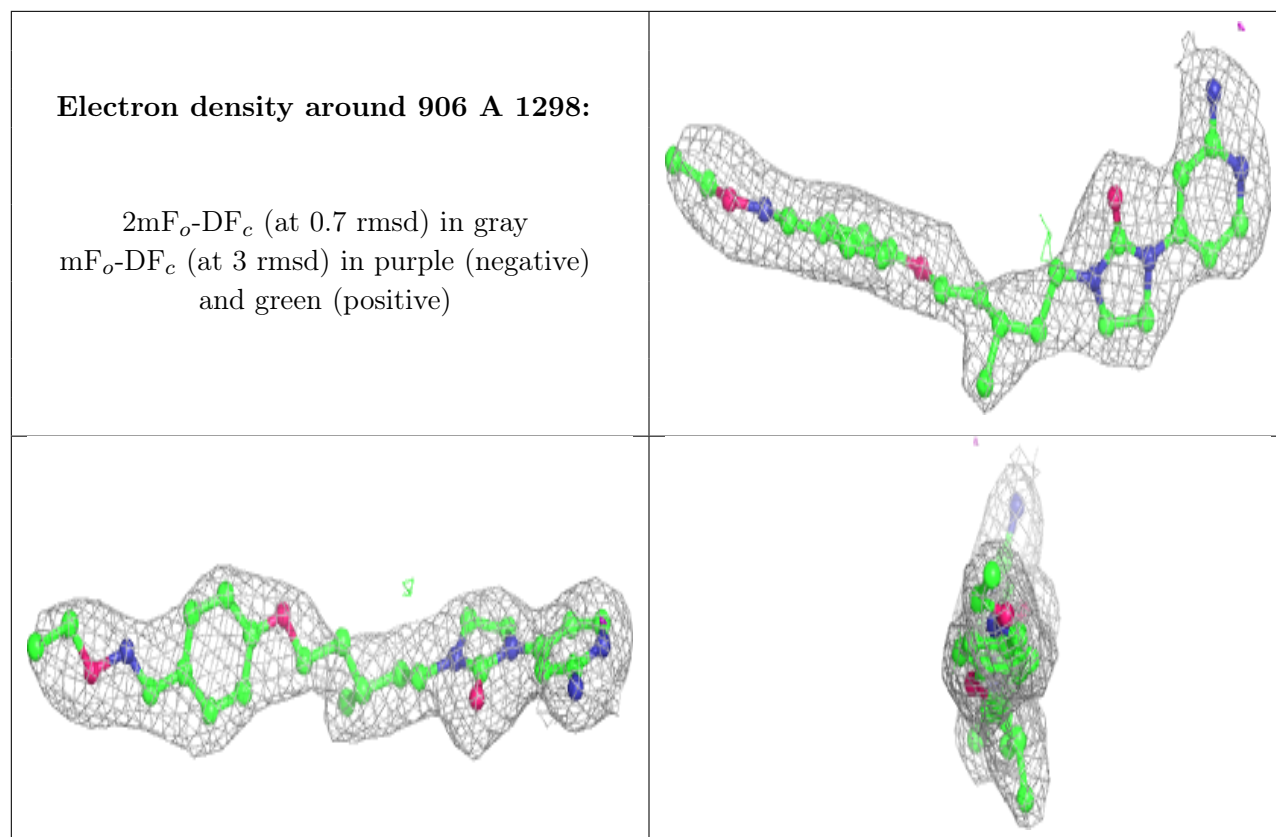 Electron density around 906 A 1298:
2mFₒ-DF𝒸 (at 0.7 rmsd) in gray
mFₒ-DF𝒸 (at 3 rmsd) in purple (negative)
and green (positive)